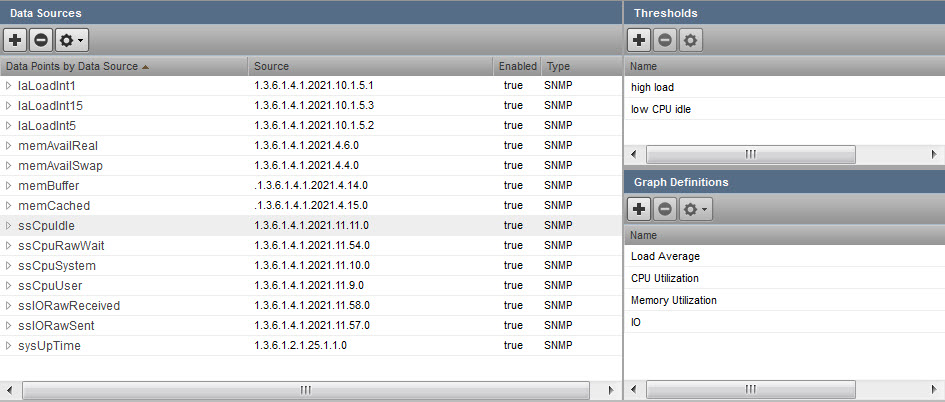 Data Sources
Data Points by Data Source Source Enabled Type
laLoadInt1 1.3.6.1.4.1.2021.10.1.5.1 true SNMP
laLoadInt15 1.3.6.1.4.1.2021.10.1.5.3 true SNMP
laLoadInt5 1.3.6.1.4.1.2021.10.1.5.2 true SNMP
memAvailReal 1.3.6.1.4.1.2021.4.6.0 true SNMP
memAvailSwap 1.3.6.1.4.1.2021.4.4.0 true SNMP
memBuffer .1.3.6.1.4.1.2021.4.14.0 true SNMP
memCached .1.3.6.1.4.1.2021.4.15.0 true SNMP
ssCpuIdle 1.3.6.1.4.1.2021.11.11.0 true SNMP
ssCpuRawWait 1.3.6.1.4.1.2021.11.54.0 true SNMP
ssCpuSystem 1.3.6.1.4.1.2021.11.10.0 true SNMP
ssCpuUser 1.3.6.1.4.1.2021.11.9.0 true SNMP
ssIORawReceived 1.3.6.1.4.1.2021.11.58.0 true SNMP
ssIORawSent 1.3.6.1.4.1.2021.11.57.0 true SNMP
sysUpTime 1.3.6.1.2.1.25.1.1.0 true SNMP
Thresholds
Name
high load
low CPU idle
Graph Definitions
Name
Load Average
CPU Utilization
Memory Utilization
IO